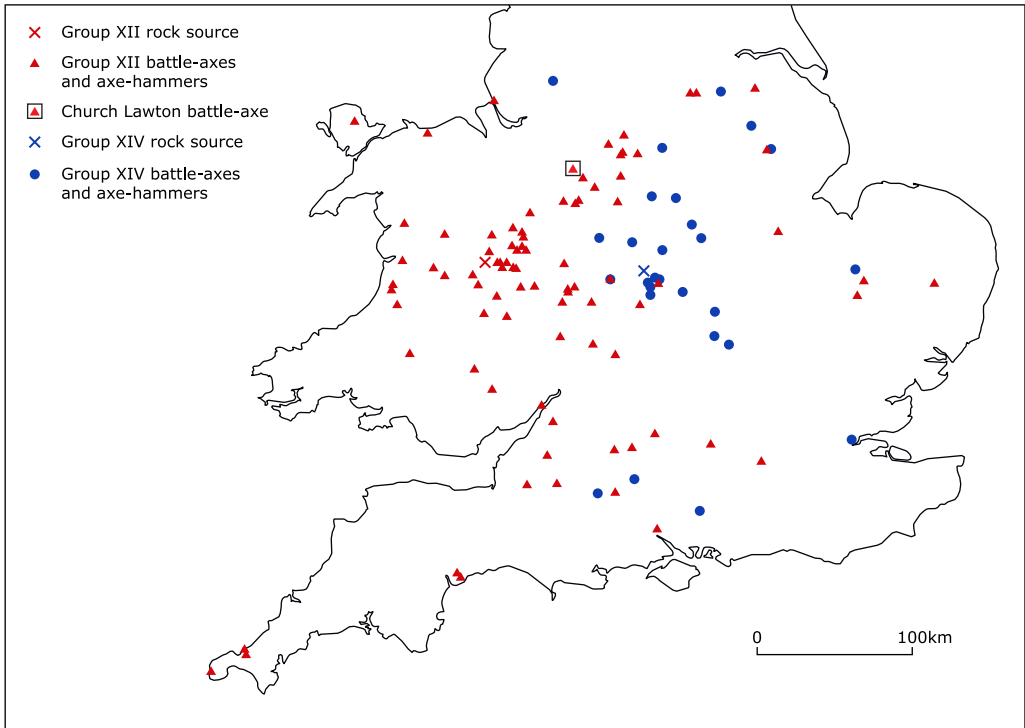 Group XII rock source
Group XII battle-axes
and axe-hammers
Church Lawton battle-axe
Group XIV rock source
Group XIV battle-axes
and axe-hammers
0 100km